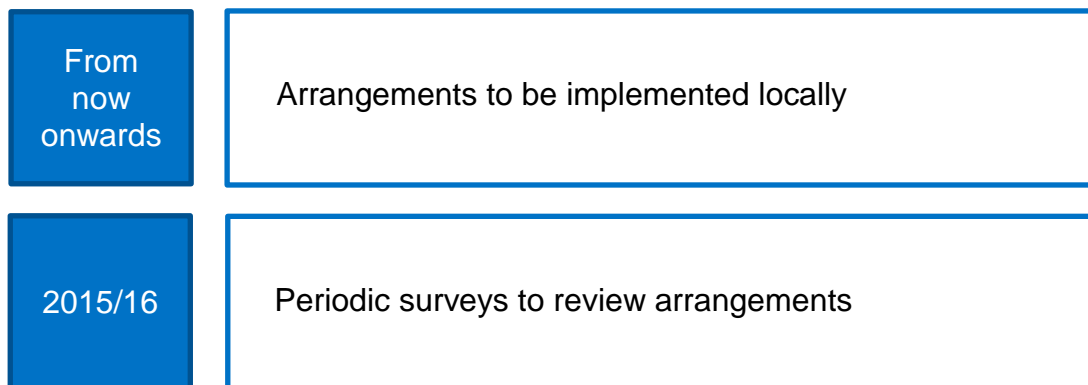 From
now
onwards
Arrangements to be implemented locally
2015/16
Periodic surveys to review arrangements